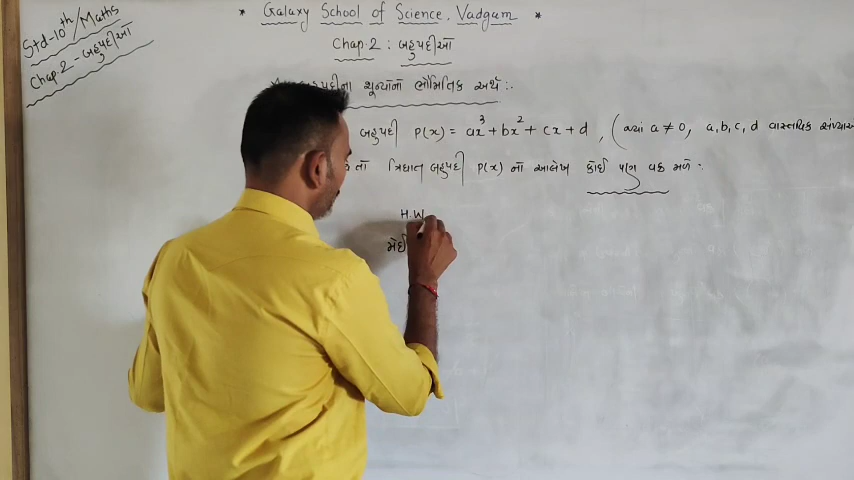 Std-10th/Maths
Chap.2 - બહુપદીઓ
* Galaxy School of Science, Vadgam *
Chap.2 : બહુપદીઓ
બહુપદીના શૂન્યોનો ભૌમિતિક અર્થ :-
બહુપદી P(x) = ax³ + bx² + cx + d , (જ્યાં a ≠ 0, a, b, c, d વાસ્તવિક
ત્રિઘાત બહુપદી P(x) નો આલેખ કોઈ પણ વક્ર મળે :-
H.W